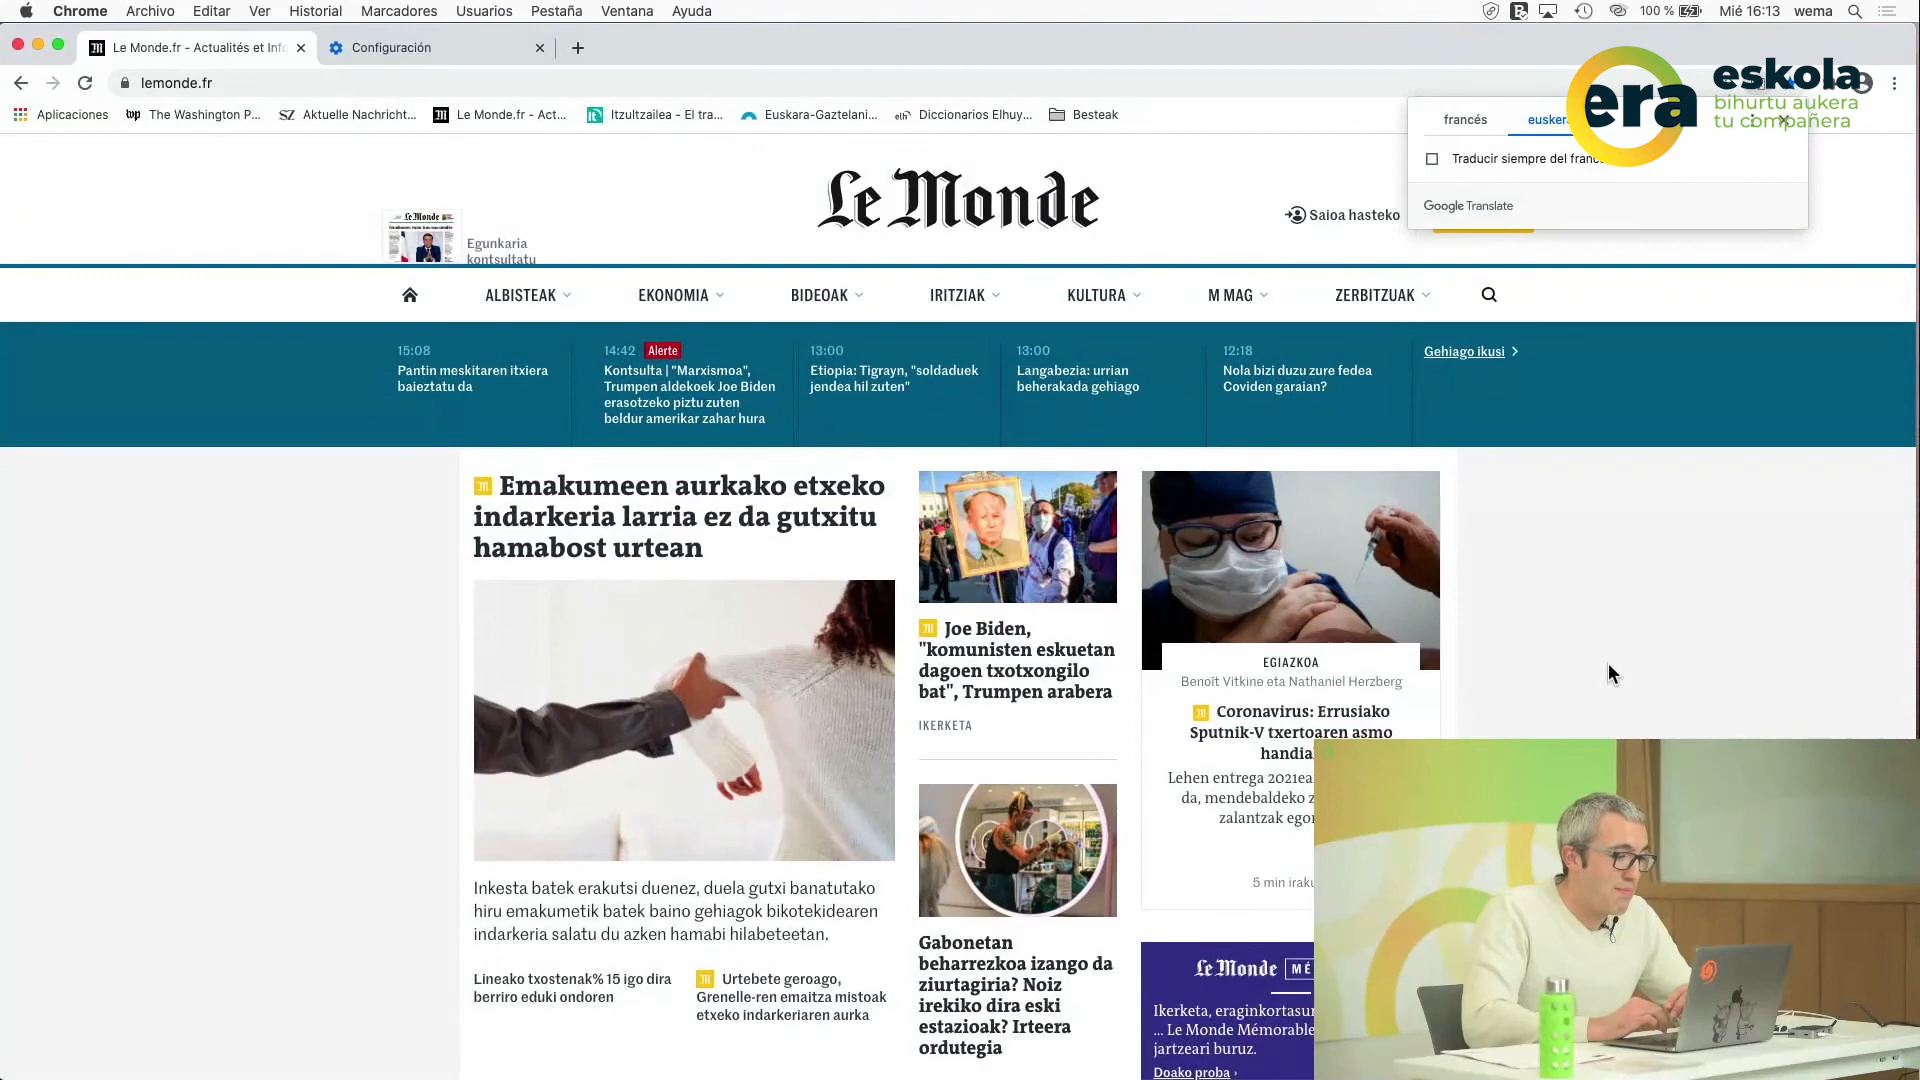 Chrome Archivo Editar Ver Historial Marcadores Usuarios Pestaña Ventana Ayuda
100 % Mié 16:13 wema
Le Monde.fr - Actualités et Info
Configuración
lemonde.fr
Aplicaciones The Washington P... Aktuelle Nachricht... Le Monde.fr - Act... Itzultzailea - El tra... Euskara-Gaztelani... Diccionarios Elhuy... Besteak
era eskola
bihurtu aukera
tu compañera
francés
Traducir siempre del
Google Translate
Le Monde
Egunkaria
kontsultatu
Le Monde
Saioa hasteko
ALBISTEAK EKONOMIA BIDEOAK IRITZIAK KULTURA M MAG ZERBITZUAK
15:08
Pantin meskitaren itxiera
baieztatu da
14:42 Alerte
Kontsulta | "Marxismoa",
Trumpen aldekoek Joe Biden
erasotzeko piztu zuten
beldur amerikar zahar hura
13:00
Etiopia: Tigrayn, "soldaduek
jendea hil zuten"
13:00
Langabezia: urrian
beherakada gehiago
12:18
Nola bizi duzu zure fedea
Coviden garaian?
Gehiago ikusi
Emakumeen aurkako etxeko
indarkeria larria ez da gutxitu
hamabost urtean
Inkesta batek erakutsi duenez, duela gutxi banatutako
hiru emakumetik batek baino gehiagok bikotekidearen
indarkeria salatu du azken hamabi hilabeteetan.
Lineako txostenak% 15 igo dira
berriro eduki ondoren
Urtebete geroago,
Grenelle-ren emaitza mistoak
etxeko indarkeriaren aurka
Joe Biden,
"komunisten eskuetan
dagoen txotxongilo
bat", Trumpen arabera
IKERKETA
Gabonetan
beharrezkoa izango da
ziurtagiria? Noiz
irekiko dira eski
estazioak? Irteera
ordutegia
EGIAZKOA
Benoît Vitkine eta Nathaniel Herzberg
Coronavirus: Errusiako
Sputnik-V txertoaren asmo
Lehen entrega
da, mendebaldeko
zalantzak
5 min
Le Monde
Ikerketa,
... Le Monde Mémorable
jartzeari buruz.
Doako proba ›